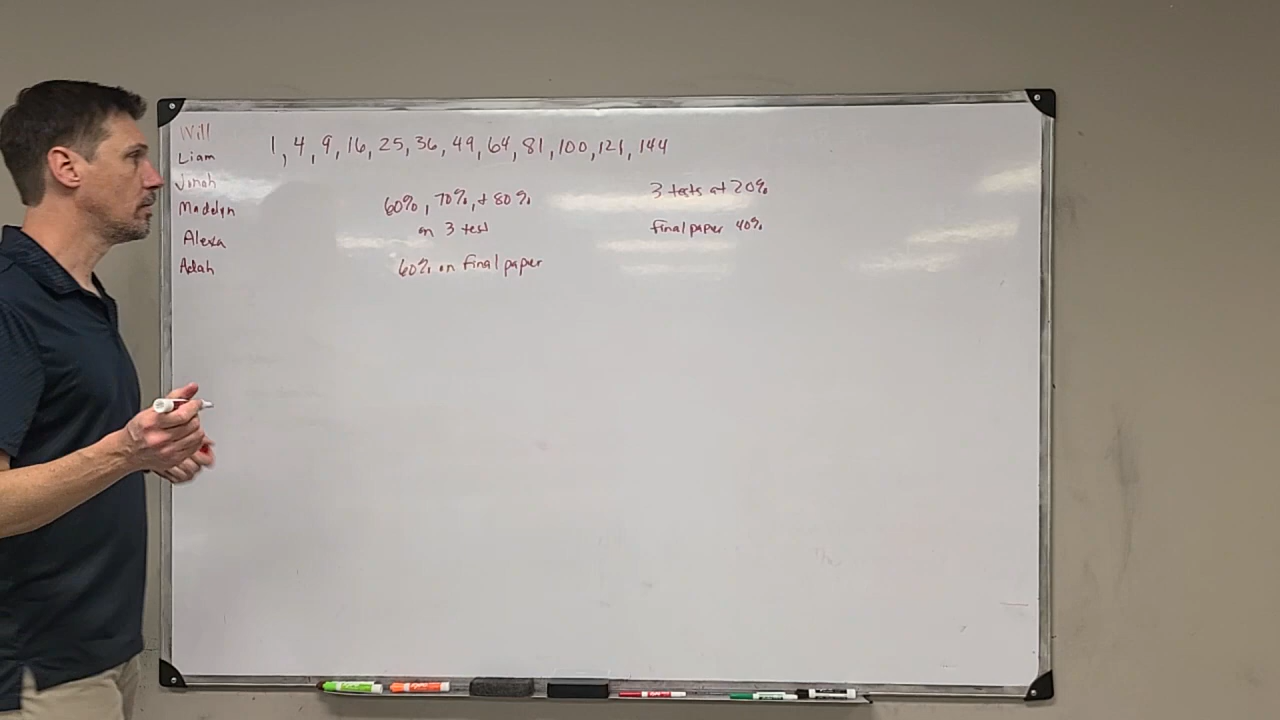 Will
Liam
Jonah
Madelyn
Alexa
Adah
1, 4, 9, 16, 25, 36, 49, 64, 81, 100, 121, 144
60%, 70%, + 80%
on 3 test
60% on final paper
3 tests at 20%
final paper 40%